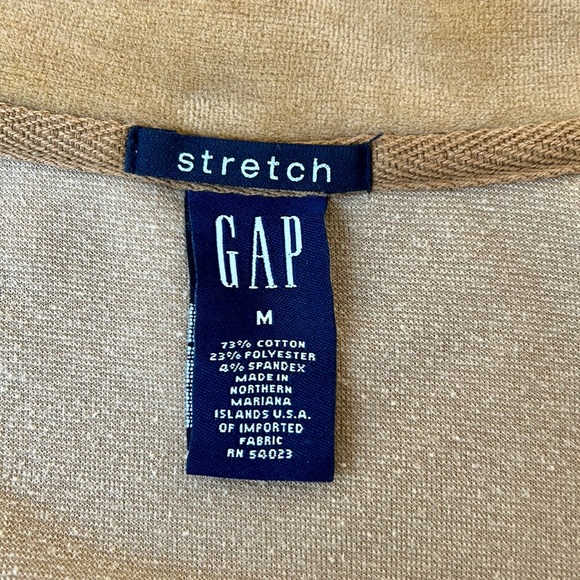 stretch
GAP
M
73% COTTON
23% POLYESTER
4% SPANDEX
MADE IN
NORTHERN
MARIANA
ISLANDS U.S.A.
OF IMPORTED
FABRIC
RN 54023